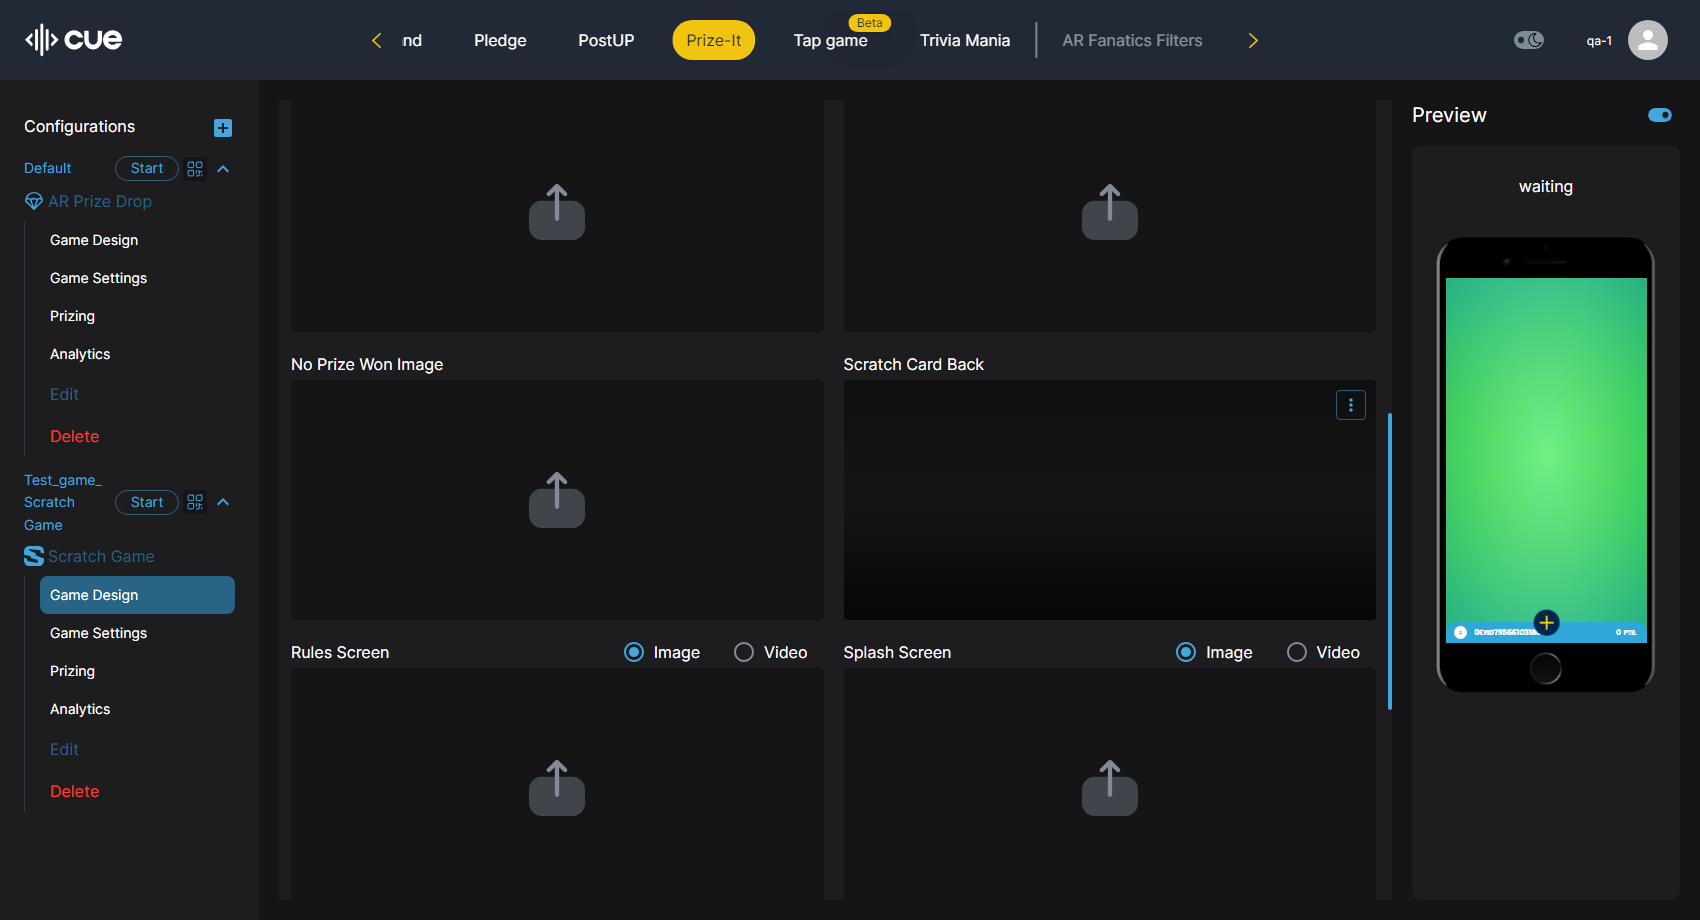 cue
nd
Pledge
PostUP
Prize-It
Beta
Tap game
Trivia Mania
AR Fanatics Filters
qa-1
Configurations
Default
Start
AR Prize Drop
Game Design
Game Settings
Prizing
Analytics
Edit
Delete
Test_game_
Scratch
Game
Start
Scratch Game
Game Design
Game Settings
Prizing
Analytics
Edit
Delete
No Prize Won Image
Scratch Card Back
Rules Screen
Image
Video
Splash Screen
Image
Video
Preview
waiting
0 PTS.